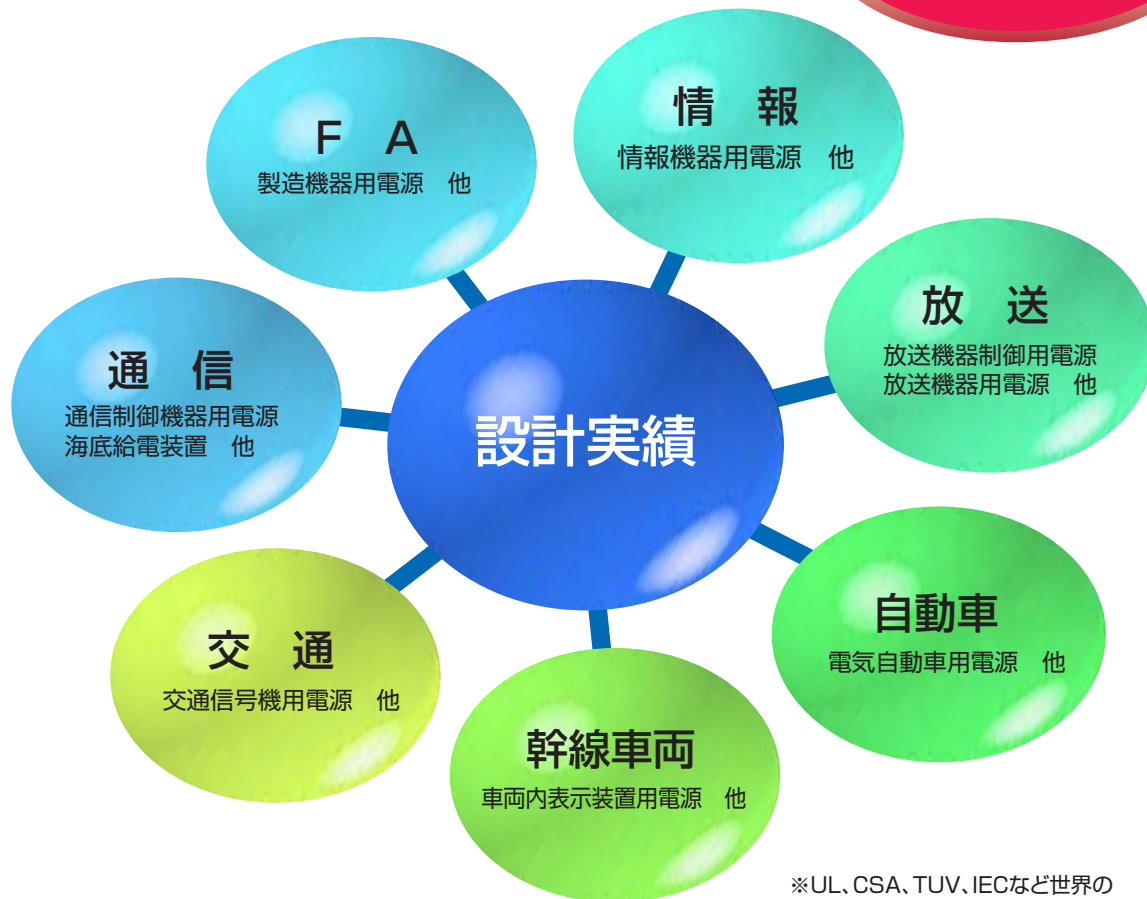 F A
製造機器用電源 他
情 報
情報機器用電源 他
放 送
放送機器制御用電源
放送機器用電源 他
通 信
通信制御機器用電源
海底給電装置 他
設計実績
自動車
電気自動車用電源 他
交 通
交通信号機用電源 他
幹線車両
車両内表示装置用電源 他
※UL、CSA、TUV、IECなど世界の